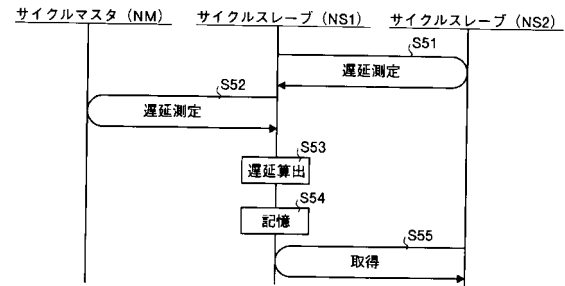 サイクルマスタ（NM） サイクルスレーブ（NS1） サイクルスレーブ（NS2）
S51
遅延測定
S52
遅延測定
S53
遅延算出
S54
記憶
S55
取得